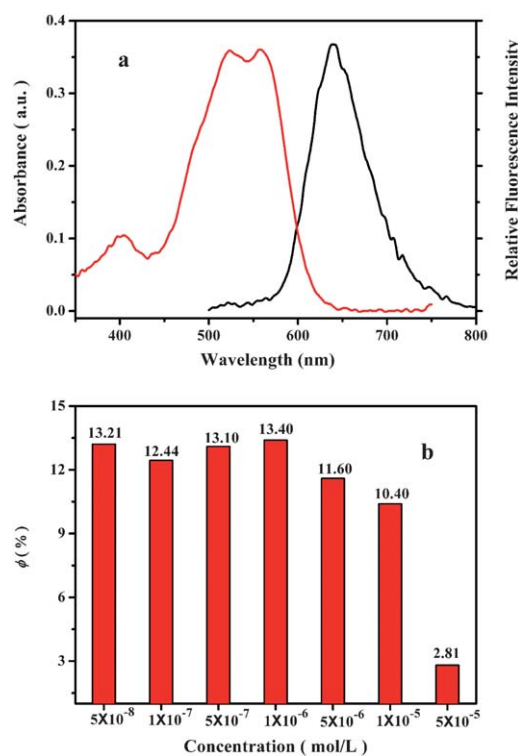 a
Absorbance ( a.u. )
0.4
0.3
0.2
0.1
0.0
Relative Fluorescence Intensity
400 500 600 700 800
Wavelength (nm)
b
ϕ ( % )
15
12
9
6
3
13.21
12.44
13.10
13.40
11.60
10.40
2.81
5X10⁻⁸ 1X10⁻⁷ 5X10⁻⁷ 1X10⁻⁶ 5X10⁻⁶ 1X10⁻⁵ 5X10⁻⁵
Concentration ( mol/L )